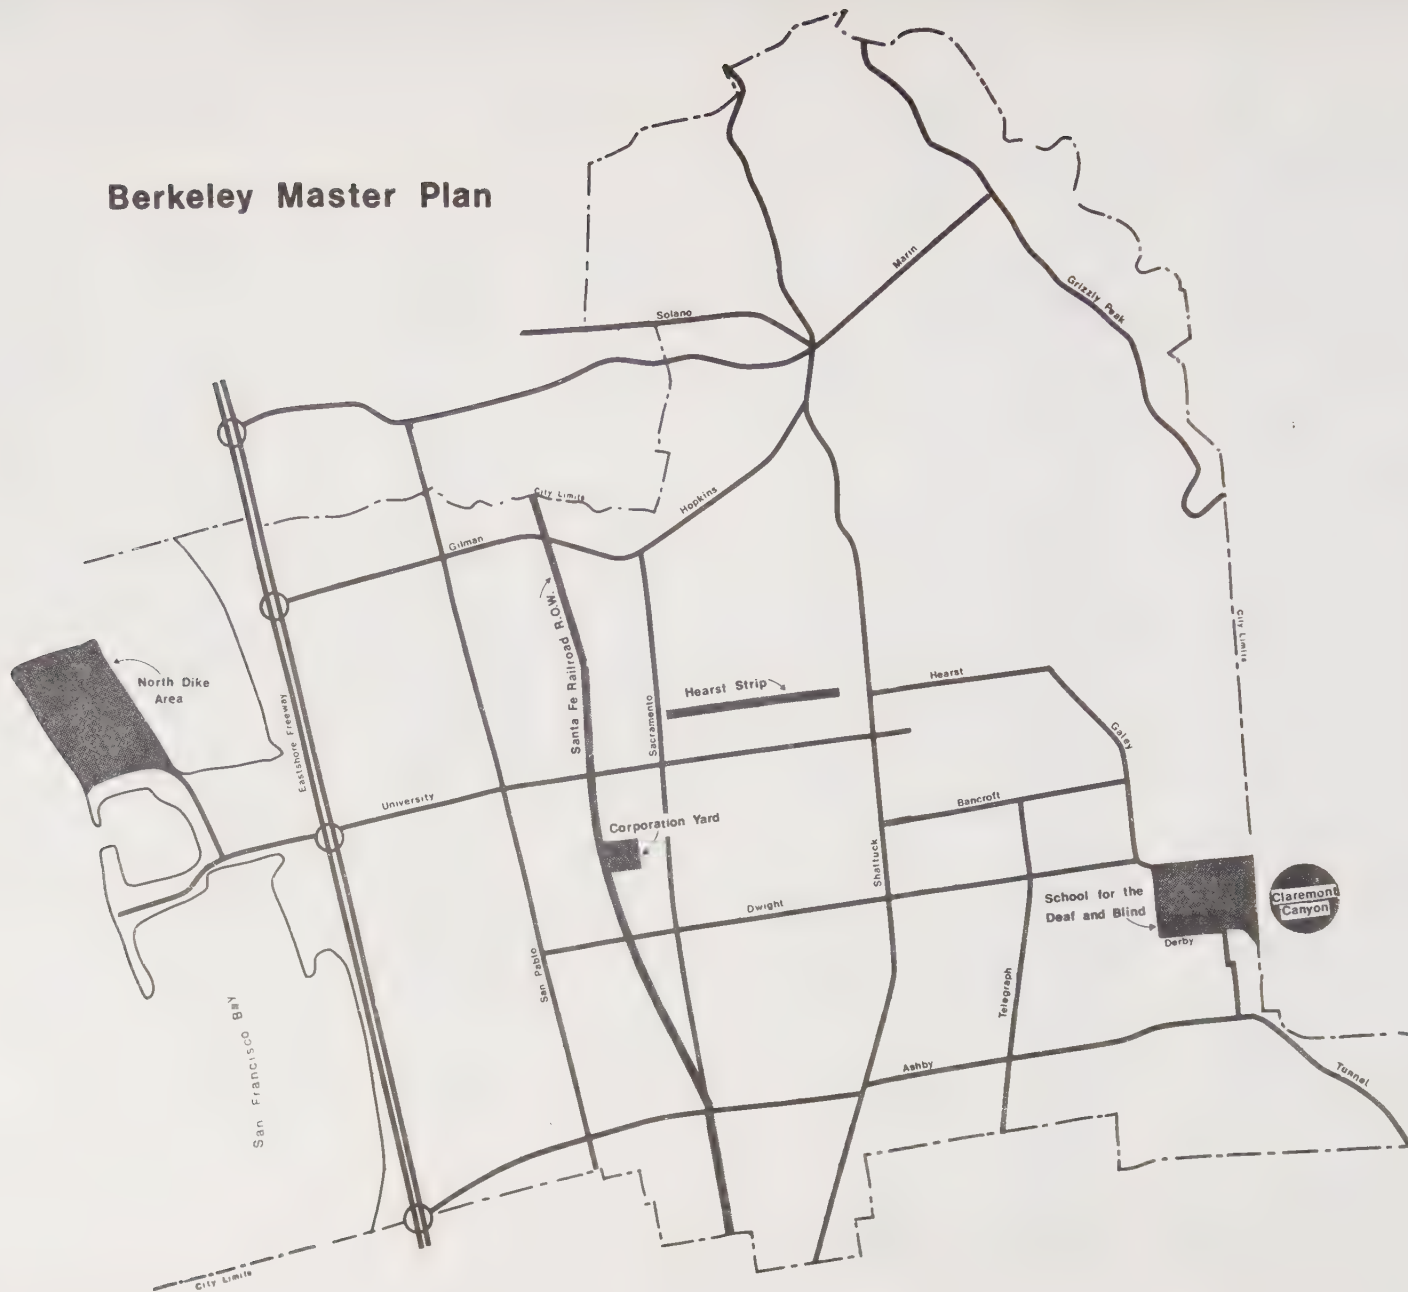 Berkeley Master Plan
Marin
Grizzly Peak
Solano
City Limits
Hopkins
Gilman
Santa Fe Railroad R.O.W.
City Limits
North Dike
Area
Hearst Strip
Hearst
Sacramento
Eastshore Freeway
Galey
University
Bancroft
Corporation Yard
Shattuck
Dwight
School for the
Deaf and Blind
Claremont
Canyon
Derby
San Pablo
Telegraph
San Francisco Bay
Ashby
Tunnel
City Limits